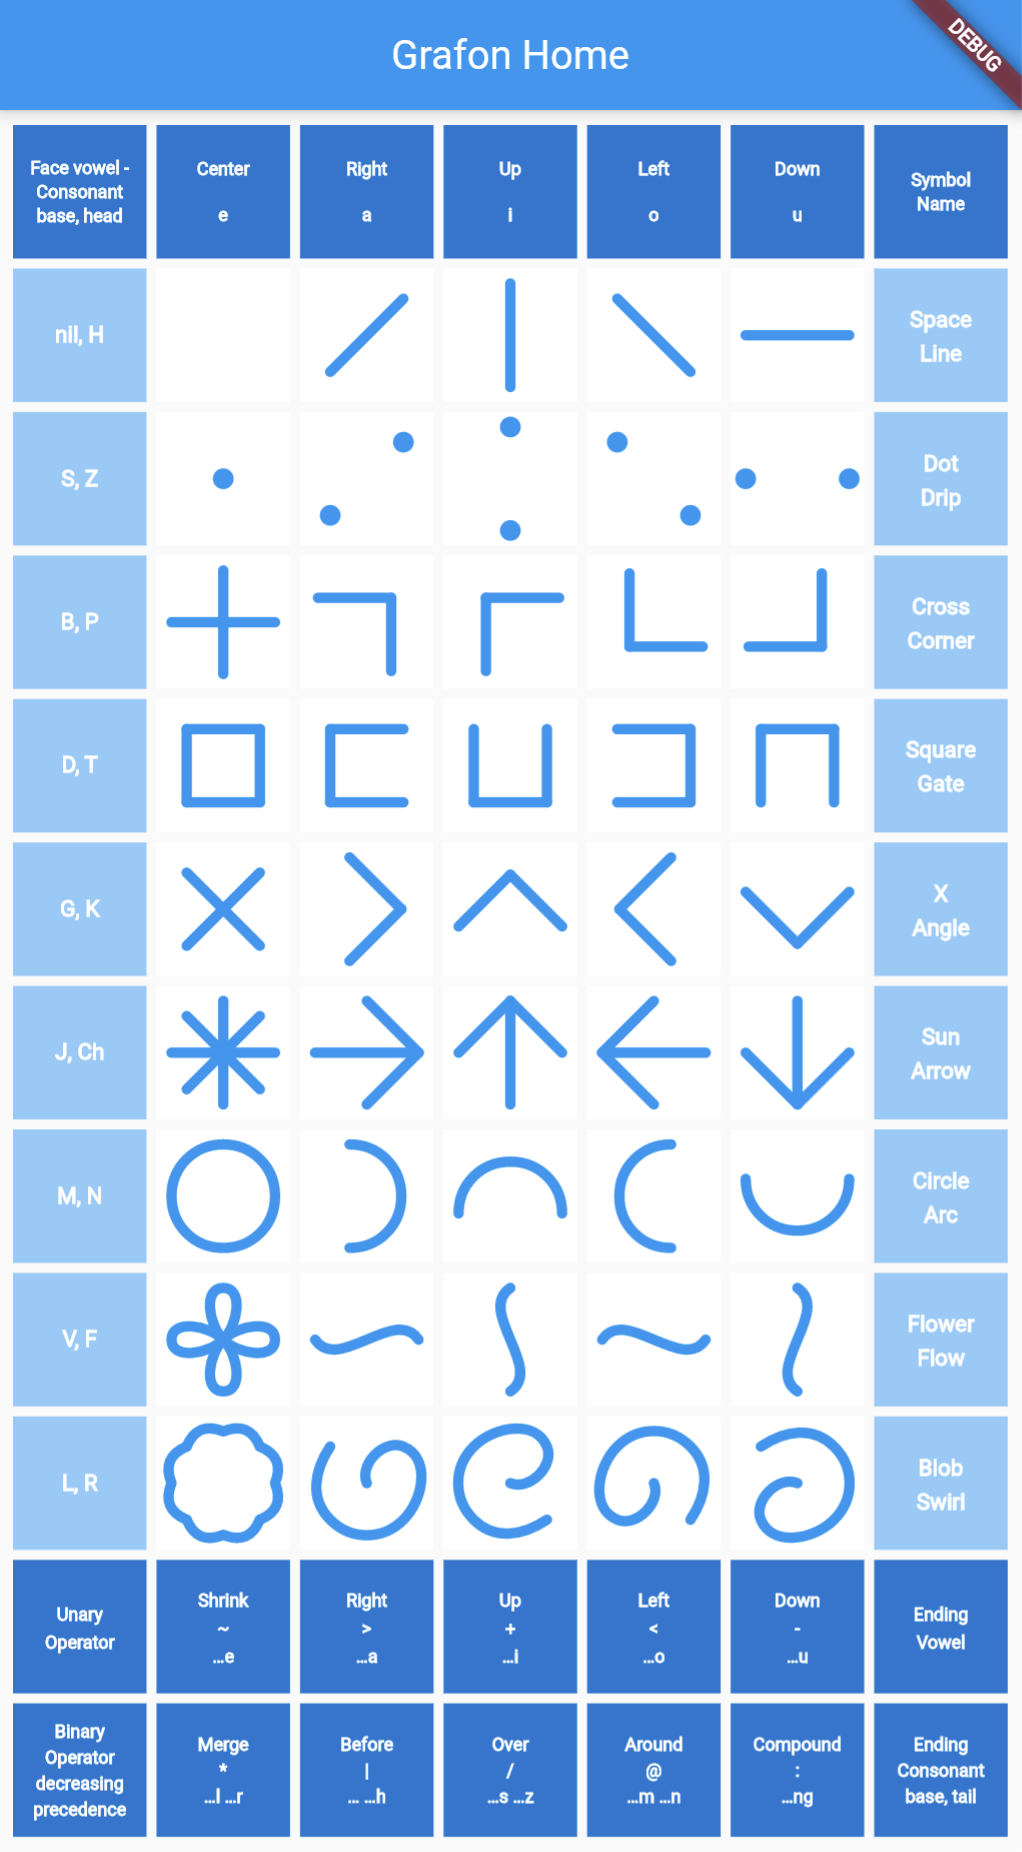 Grafon Home
DEBUG
Face vowel -
Consonant
base, head
Center
e
Right
a
Up
i
Left
o
Down
u
Symbol
Name
nil, H
Space
Line
S, Z
Dot
Drip
B, P
Cross
Corner
D, T
Square
Gate
G, K
X
Angle
J, Ch
Sun
Arrow
M, N
Circle
Arc
V, F
Flower
Flow
L, R
Blob
Swirl
Unary
Operator
Shrink
~
...e
Right
>
...a
Up
+
...i
Left
<
...o
Down
-
...u
Ending
Vowel
Binary
Operator
decreasing
precedence
Merge
*
...l ...r
Before
|
... ...h
Over
/
...s ...z
Around
@
...m ...n
Compound
:
...ng
Ending
Consonant
base, tail